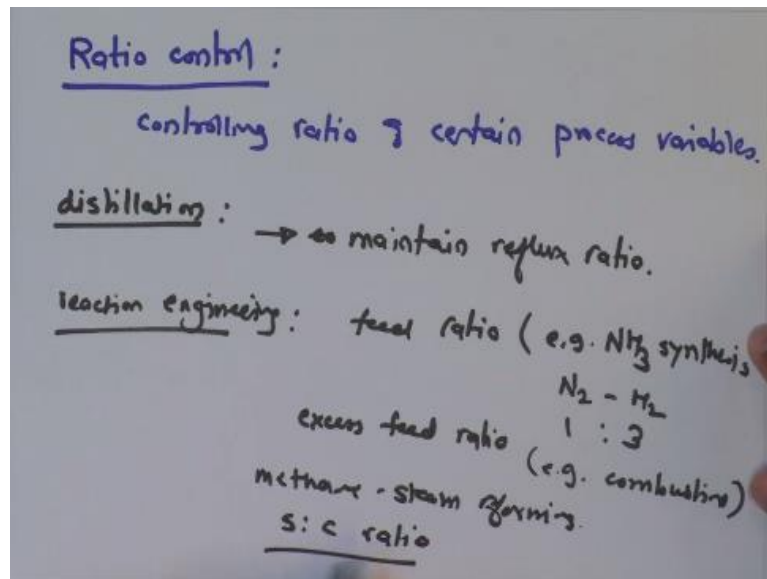 Ratio control :
controlling ratio of certain process variables.
distillation : → maintain reflux ratio.
reaction engineering : feed ratio ( e.g. NH3 synthesis
N2 - H2
1 : 3
excess feed ratio (e.g. combustion)
methane - steam reforming.
S : C ratio